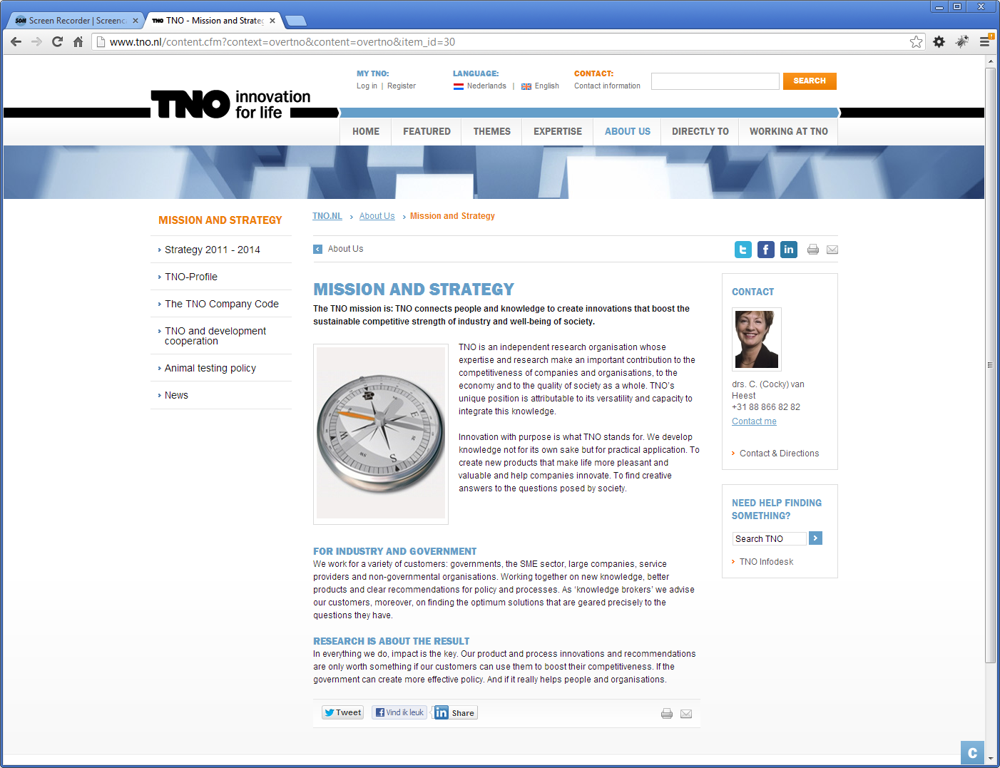 SOM Screen Recorder | Screenc
TNO TNO - Mission and Strateg
www.tno.nl/content.cfm?context=overtno&content=overtno&item_id=30
MY TNO:
Log in | Register
LANGUAGE:
Nederlands | English
CONTACT:
Contact information
SEARCH
TNO innovation
for life
HOME
FEATURED
THEMES
EXPERTISE
ABOUT US
DIRECTLY TO
WORKING AT TNO
MISSION AND STRATEGY
Strategy 2011 - 2014
TNO-Profile
The TNO Company Code
TNO and development
cooperation
Animal testing policy
News
TNO.NL › About Us › Mission and Strategy
About Us
MISSION AND STRATEGY
The TNO mission is: TNO connects people and knowledge to create innovations that boost the
sustainable competitive strength of industry and well-being of society.
E
S
W
SW
NE
TNO is an independent research organisation whose
expertise and research make an important contribution to the
competitiveness of companies and organisations, to the
economy and to the quality of society as a whole. TNO's
unique position is attributable to its versatility and capacity to
integrate this knowledge.
Innovation with purpose is what TNO stands for. We develop
knowledge not for its own sake but for practical application. To
create new products that make life more pleasant and
valuable and help companies innovate. To find creative
answers to the questions posed by society.
FOR INDUSTRY AND GOVERNMENT
We work for a variety of customers: governments, the SME sector, large companies, service
providers and non-governmental organisations. Working together on new knowledge, better
products and clear recommendations for policy and processes. As ‘knowledge brokers’ we advise
our customers, moreover, on finding the optimum solutions that are geared precisely to the
questions they have.
RESEARCH IS ABOUT THE RESULT
In everything we do, impact is the key. Our product and process innovations and recommendations
are only worth something if our customers can use them to boost their competitiveness. If the
government can create more effective policy. And if it really helps people and organisations.
Tweet
Vind ik leuk
in Share
CONTACT
drs. C. (Cocky) van
Heest
+31 88 866 82 82
Contact me
Contact & Directions
NEED HELP FINDING
SOMETHING?
Search TNO
TNO Infodesk
C